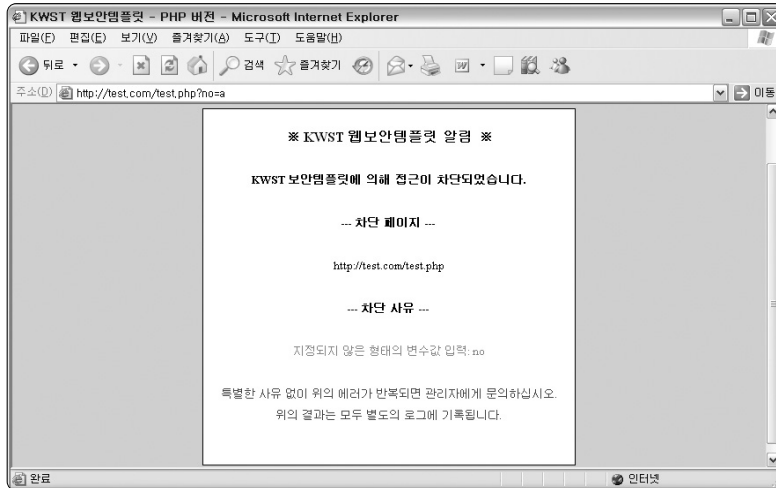 KWST 웹보안템플릿 - PHP 버전 - Microsoft Internet Explorer
파일(F) 편집(E) 보기(V) 즐겨찾기(A) 도구(T) 도움말(H)
뒤로 검색 즐겨찾기
주소(D) http://test.com/test.php?no=a 이동
※ KWST 웹보안템플릿 알림 ※
KWST 보안템플릿에 의해 접근이 차단되었습니다.
--- 차단 페이지 ---
http://test.com/test.php
--- 차단 사유 ---
지정되지 않은 형태의 변수값 입력: no
특별한 사유 없이 위의 에러가 반복되면 관리자에게 문의하십시오.
위의 결과는 모두 별도의 로그에 기록됩니다.
완료 인터넷